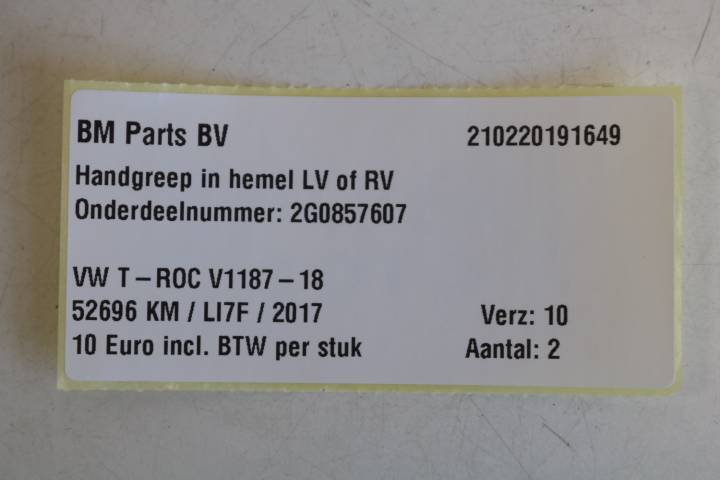 BM Parts BV 210220191649
Handgreep in hemel LV of RV
Onderdeelnummer: 2G0857607
VW T-ROC V1187-18
52696 KM / LI7F / 2017 Verz: 10
10 Euro incl. BTW per stuk Aantal: 2